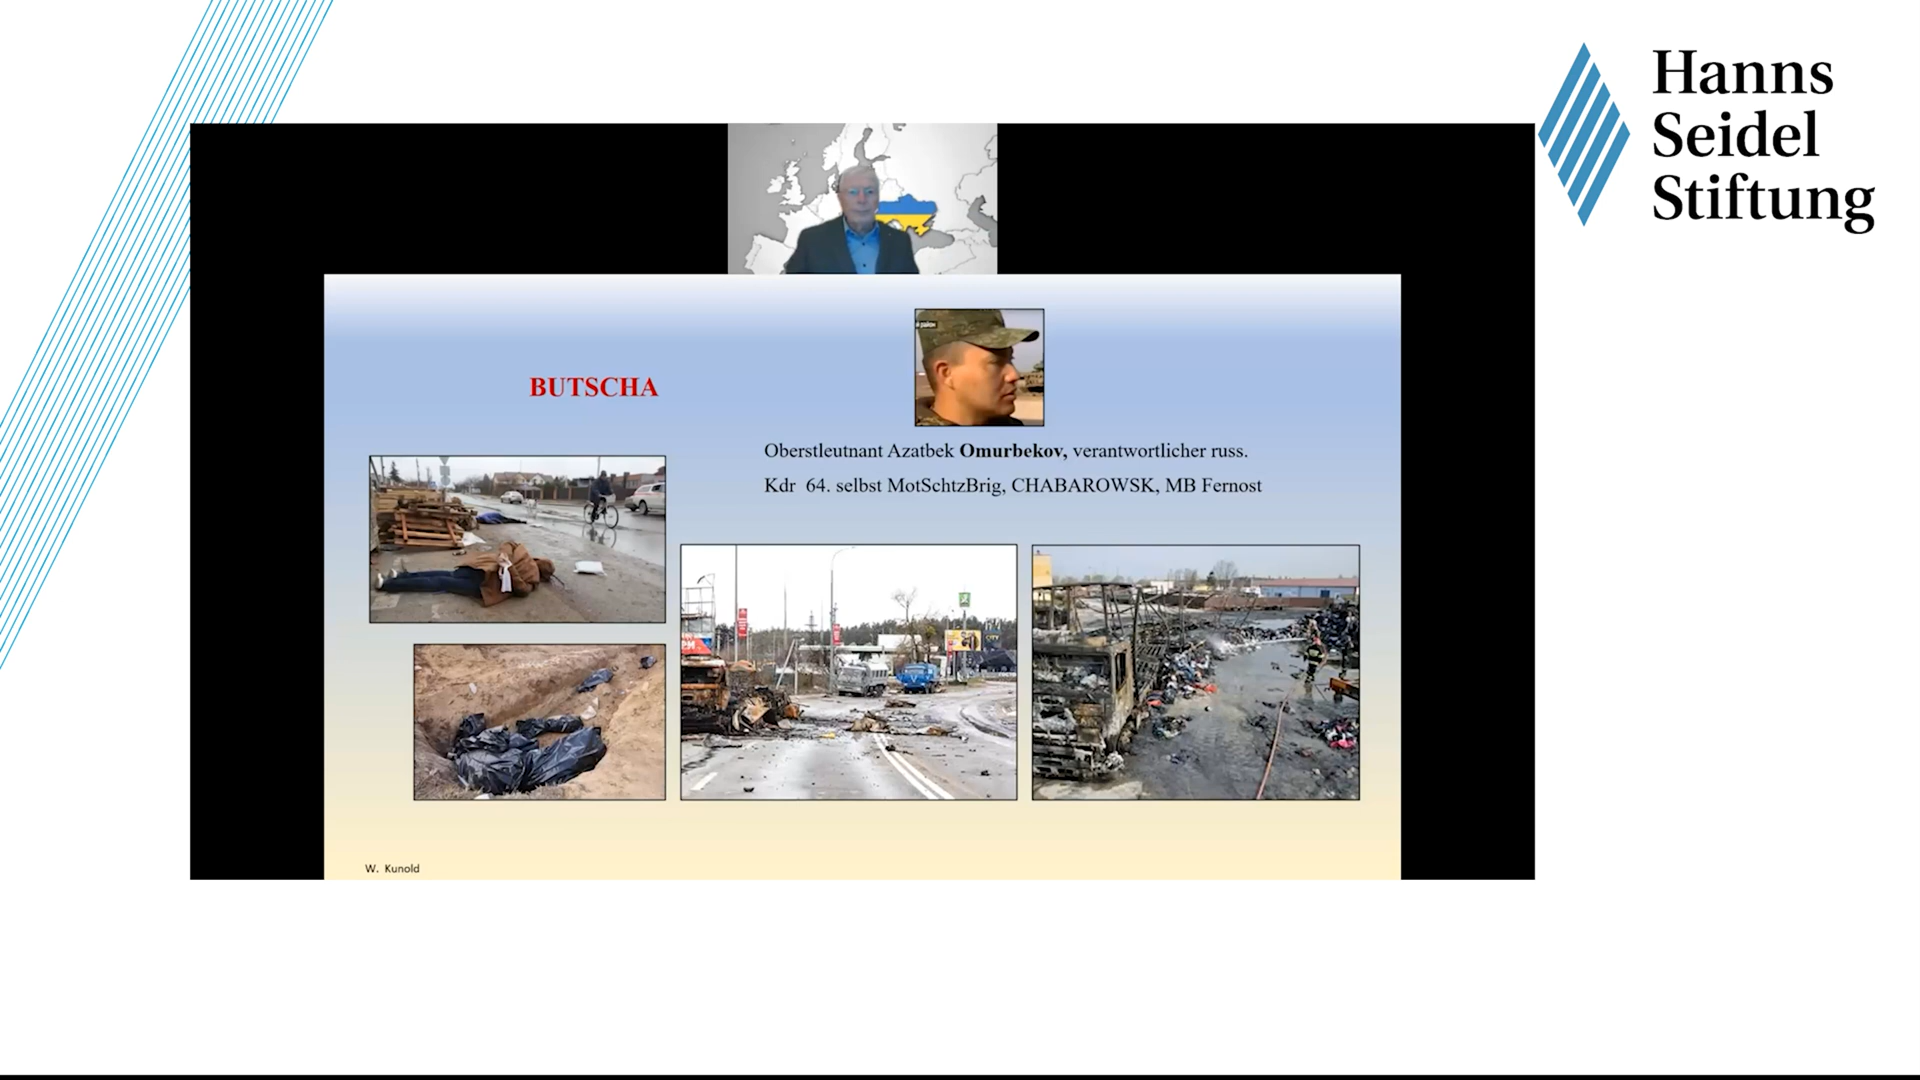 Hanns
Seidel
Stiftung
BUTSCHA
Oberstleutnant Azatbek Omurbekov, verantwortlicher russ.
Kdr 64. selbst MotSchtzBrig, CHABAROWSK, MB Fernost
W. Kunold